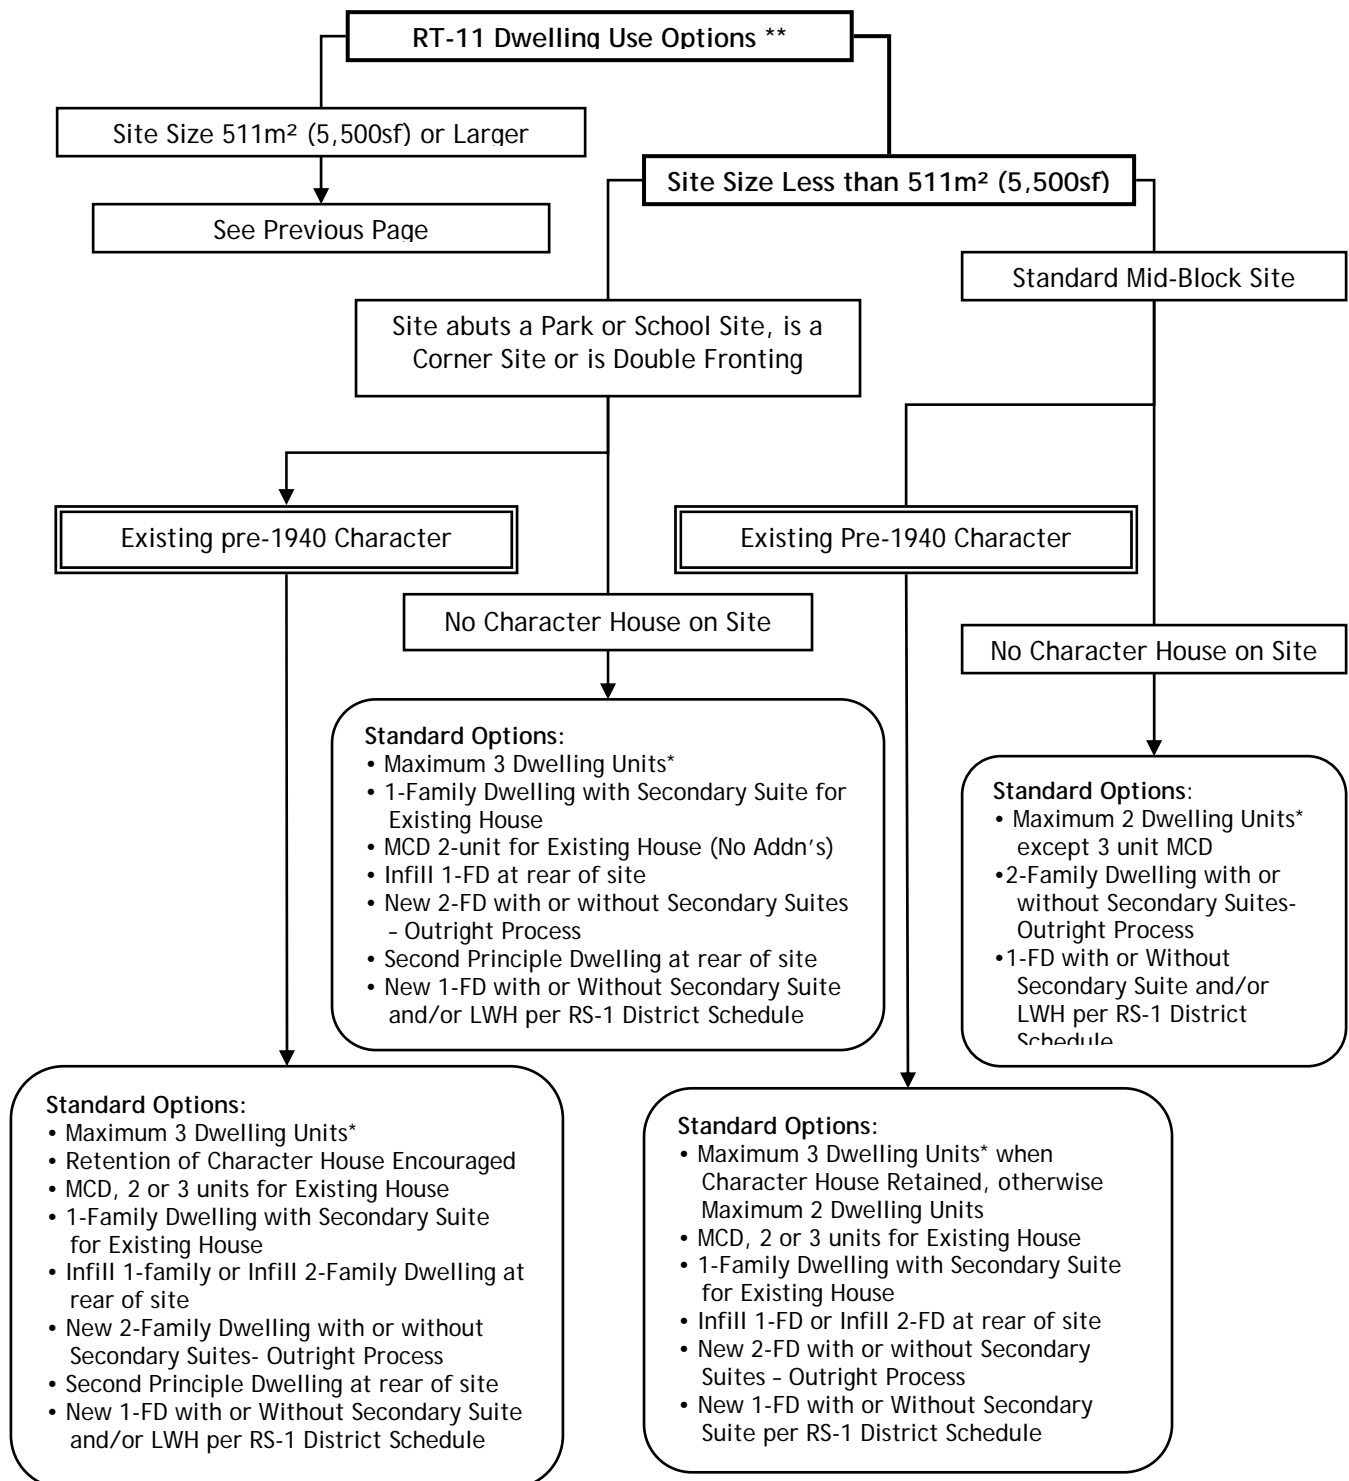 RT-11 Dwelling Use Options **
Site Size 511m² (5,500sf) or Larger
See Previous Page
Site Size Less than 511m² (5,500sf)
Standard Mid-Block Site
Site abuts a Park or School Site, is a
Corner Site or is Double Fronting
Existing pre-1940 Character
Existing Pre-1940 Character
No Character House on Site
No Character House on Site
Standard Options:
• Maximum 3 Dwelling Units*
• 1-Family Dwelling with Secondary Suite for
Existing House
• MCD 2-unit for Existing House (No Addn's)
• Infill 1-FD at rear of site
• New 2-FD with or without Secondary Suites
– Outright Process
• Second Principle Dwelling at rear of site
• New 1-FD with or Without Secondary Suite
and/or LWH per RS-1 District Schedule
Standard Options:
• Maximum 2 Dwelling Units*
except 3 unit MCD
•2-Family Dwelling with or
without Secondary Suites-
Outright Process
•1-FD with or Without
Secondary Suite and/or
LWH per RS-1 District
Schedule
Standard Options:
• Maximum 3 Dwelling Units*
• Retention of Character House Encouraged
• MCD, 2 or 3 units for Existing House
• 1-Family Dwelling with Secondary Suite
for Existing House
• Infill 1-family or Infill 2-Family Dwelling at
rear of site
• New 2-Family Dwelling with or without
Secondary Suites- Outright Process
• Second Principle Dwelling at rear of site
• New 1-FD with or Without Secondary Suite
and/or LWH per RS-1 District Schedule
Standard Options:
• Maximum 3 Dwelling Units* when
Character House Retained, otherwise
Maximum 2 Dwelling Units
• MCD, 2 or 3 units for Existing House
• 1-Family Dwelling with Secondary Suite
for Existing House
• Infill 1-FD or Infill 2-FD at rear of site
• New 2-FD with or without Secondary
Suites – Outright Process
• New 1-FD with or Without Secondary
Suite per RS-1 District Schedule